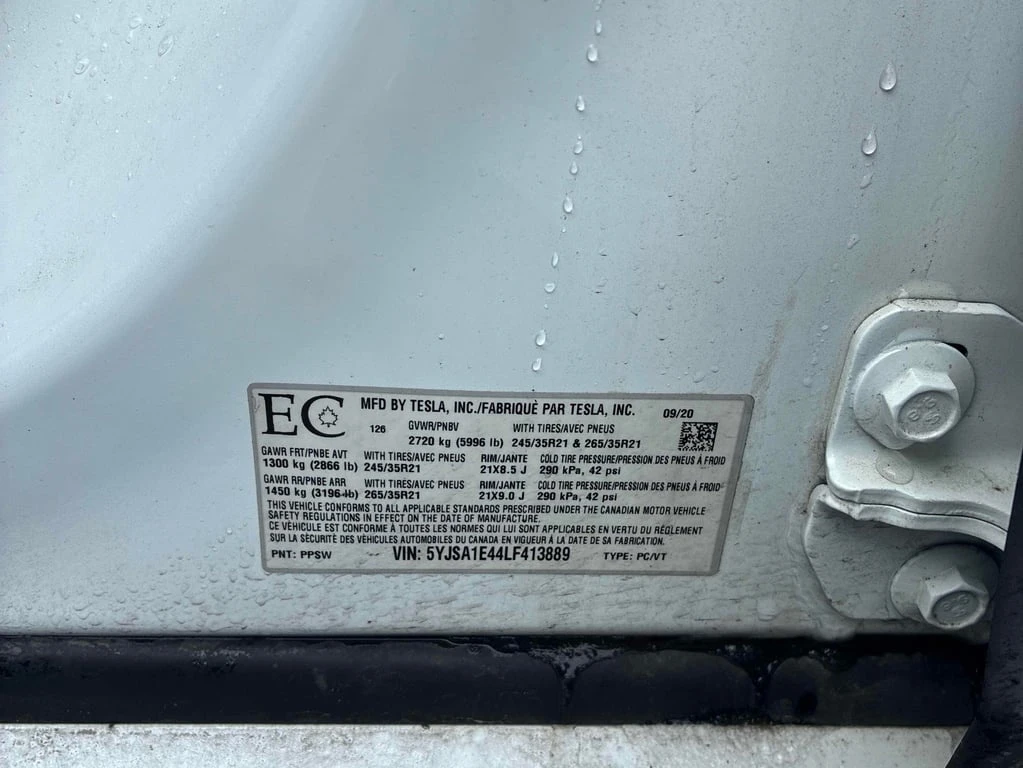 EC MFD BY TESLA, INC./FABRIQUÈ PAR TESLA, INC. 09/20
126 GVWR/PNBV WITH TIRES/AVEC PNEUS
2720 kg (5996 lb) 245/35R21 & 265/35R21
GAWR FRT/PNBE AVT WITH TIRES/AVEC PNEUS RIM/JANTE COLD TIRE PRESSURE/PRESSION DES PNEUS À FROID
1300 kg (2866 lb) 245/35R21 21X8.5 J 290 kPa, 42 psi
GAWR RR/PNBE ARR WITH TIRES/AVEC PNEUS RIM/JANTE COLD TIRE PRESSURE/PRESSION DES PNEUS À FROID
1450 kg (3196 lb) 265/35R21 21X9.0 J 290 kPa, 42 psi
THIS VEHICLE CONFORMS TO ALL APPLICABLE STANDARDS PRESCRIBED UNDER THE CANADIAN MOTOR VEHICLE
SAFETY REGULATIONS IN EFFECT ON THE DATE OF MANUFACTURE.
CE VÉHICULE EST CONFORME À TOUTES LES NORMES QUI LUI SONT APPLICABLES EN VERTU DU RÉGLEMENT
SUR LA SÉCURITÉ DES VÉHICULES AUTOMOBILES DU CANADA EN VIGUEUR À LA DATE DE SA FABRICATION.
PNT: PPSW VIN: 5YJSA1E44LF413889 TYPE: PC/VT